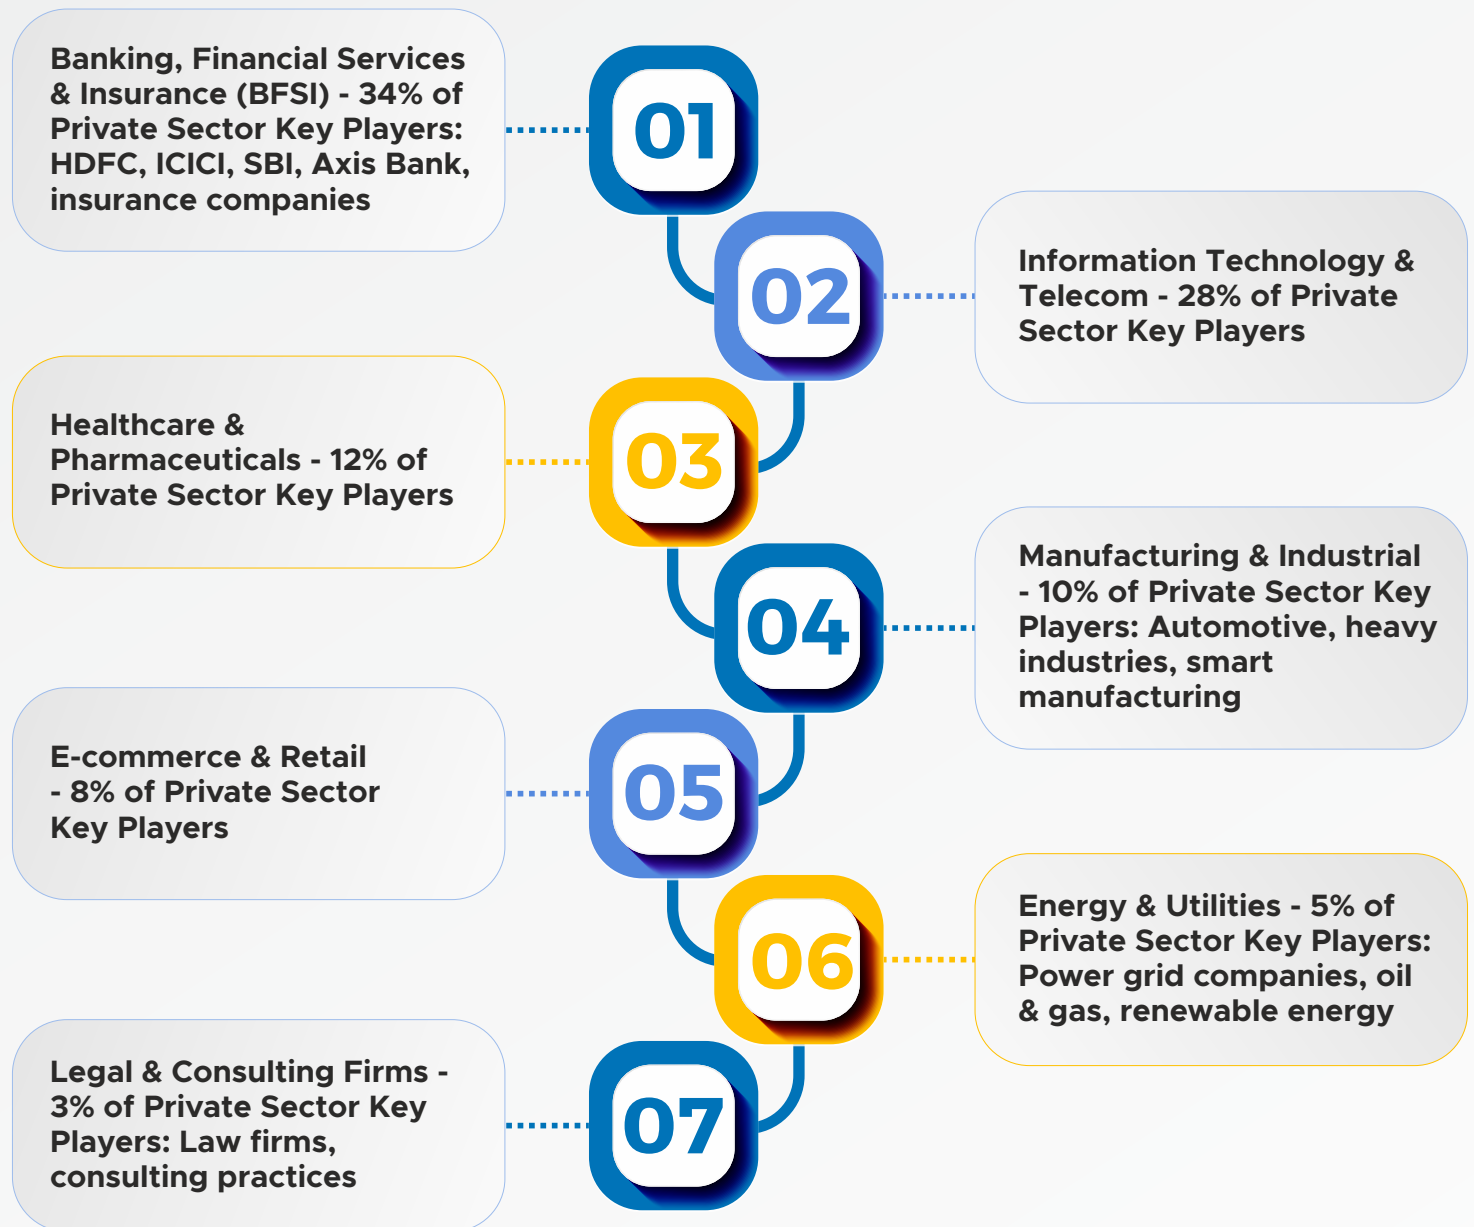 Banking, Financial Services
& Insurance (BFSI) - 34% of
Private Sector Key Players:
HDFC, ICICI, SBI, Axis Bank,
insurance companies
01
02
Information Technology &
Telecom - 28% of Private
Sector Key Players
Healthcare &
Pharmaceuticals - 12% of
Private Sector Key Players
03
04
Manufacturing & Industrial
- 10% of Private Sector Key
Players: Automotive, heavy
industries, smart
manufacturing
E-commerce & Retail
- 8% of Private Sector
Key Players
05
06
Energy & Utilities - 5% of
Private Sector Key Players:
Power grid companies, oil
& gas, renewable energy
Legal & Consulting Firms -
3% of Private Sector Key
Players: Law firms,
consulting practices
07